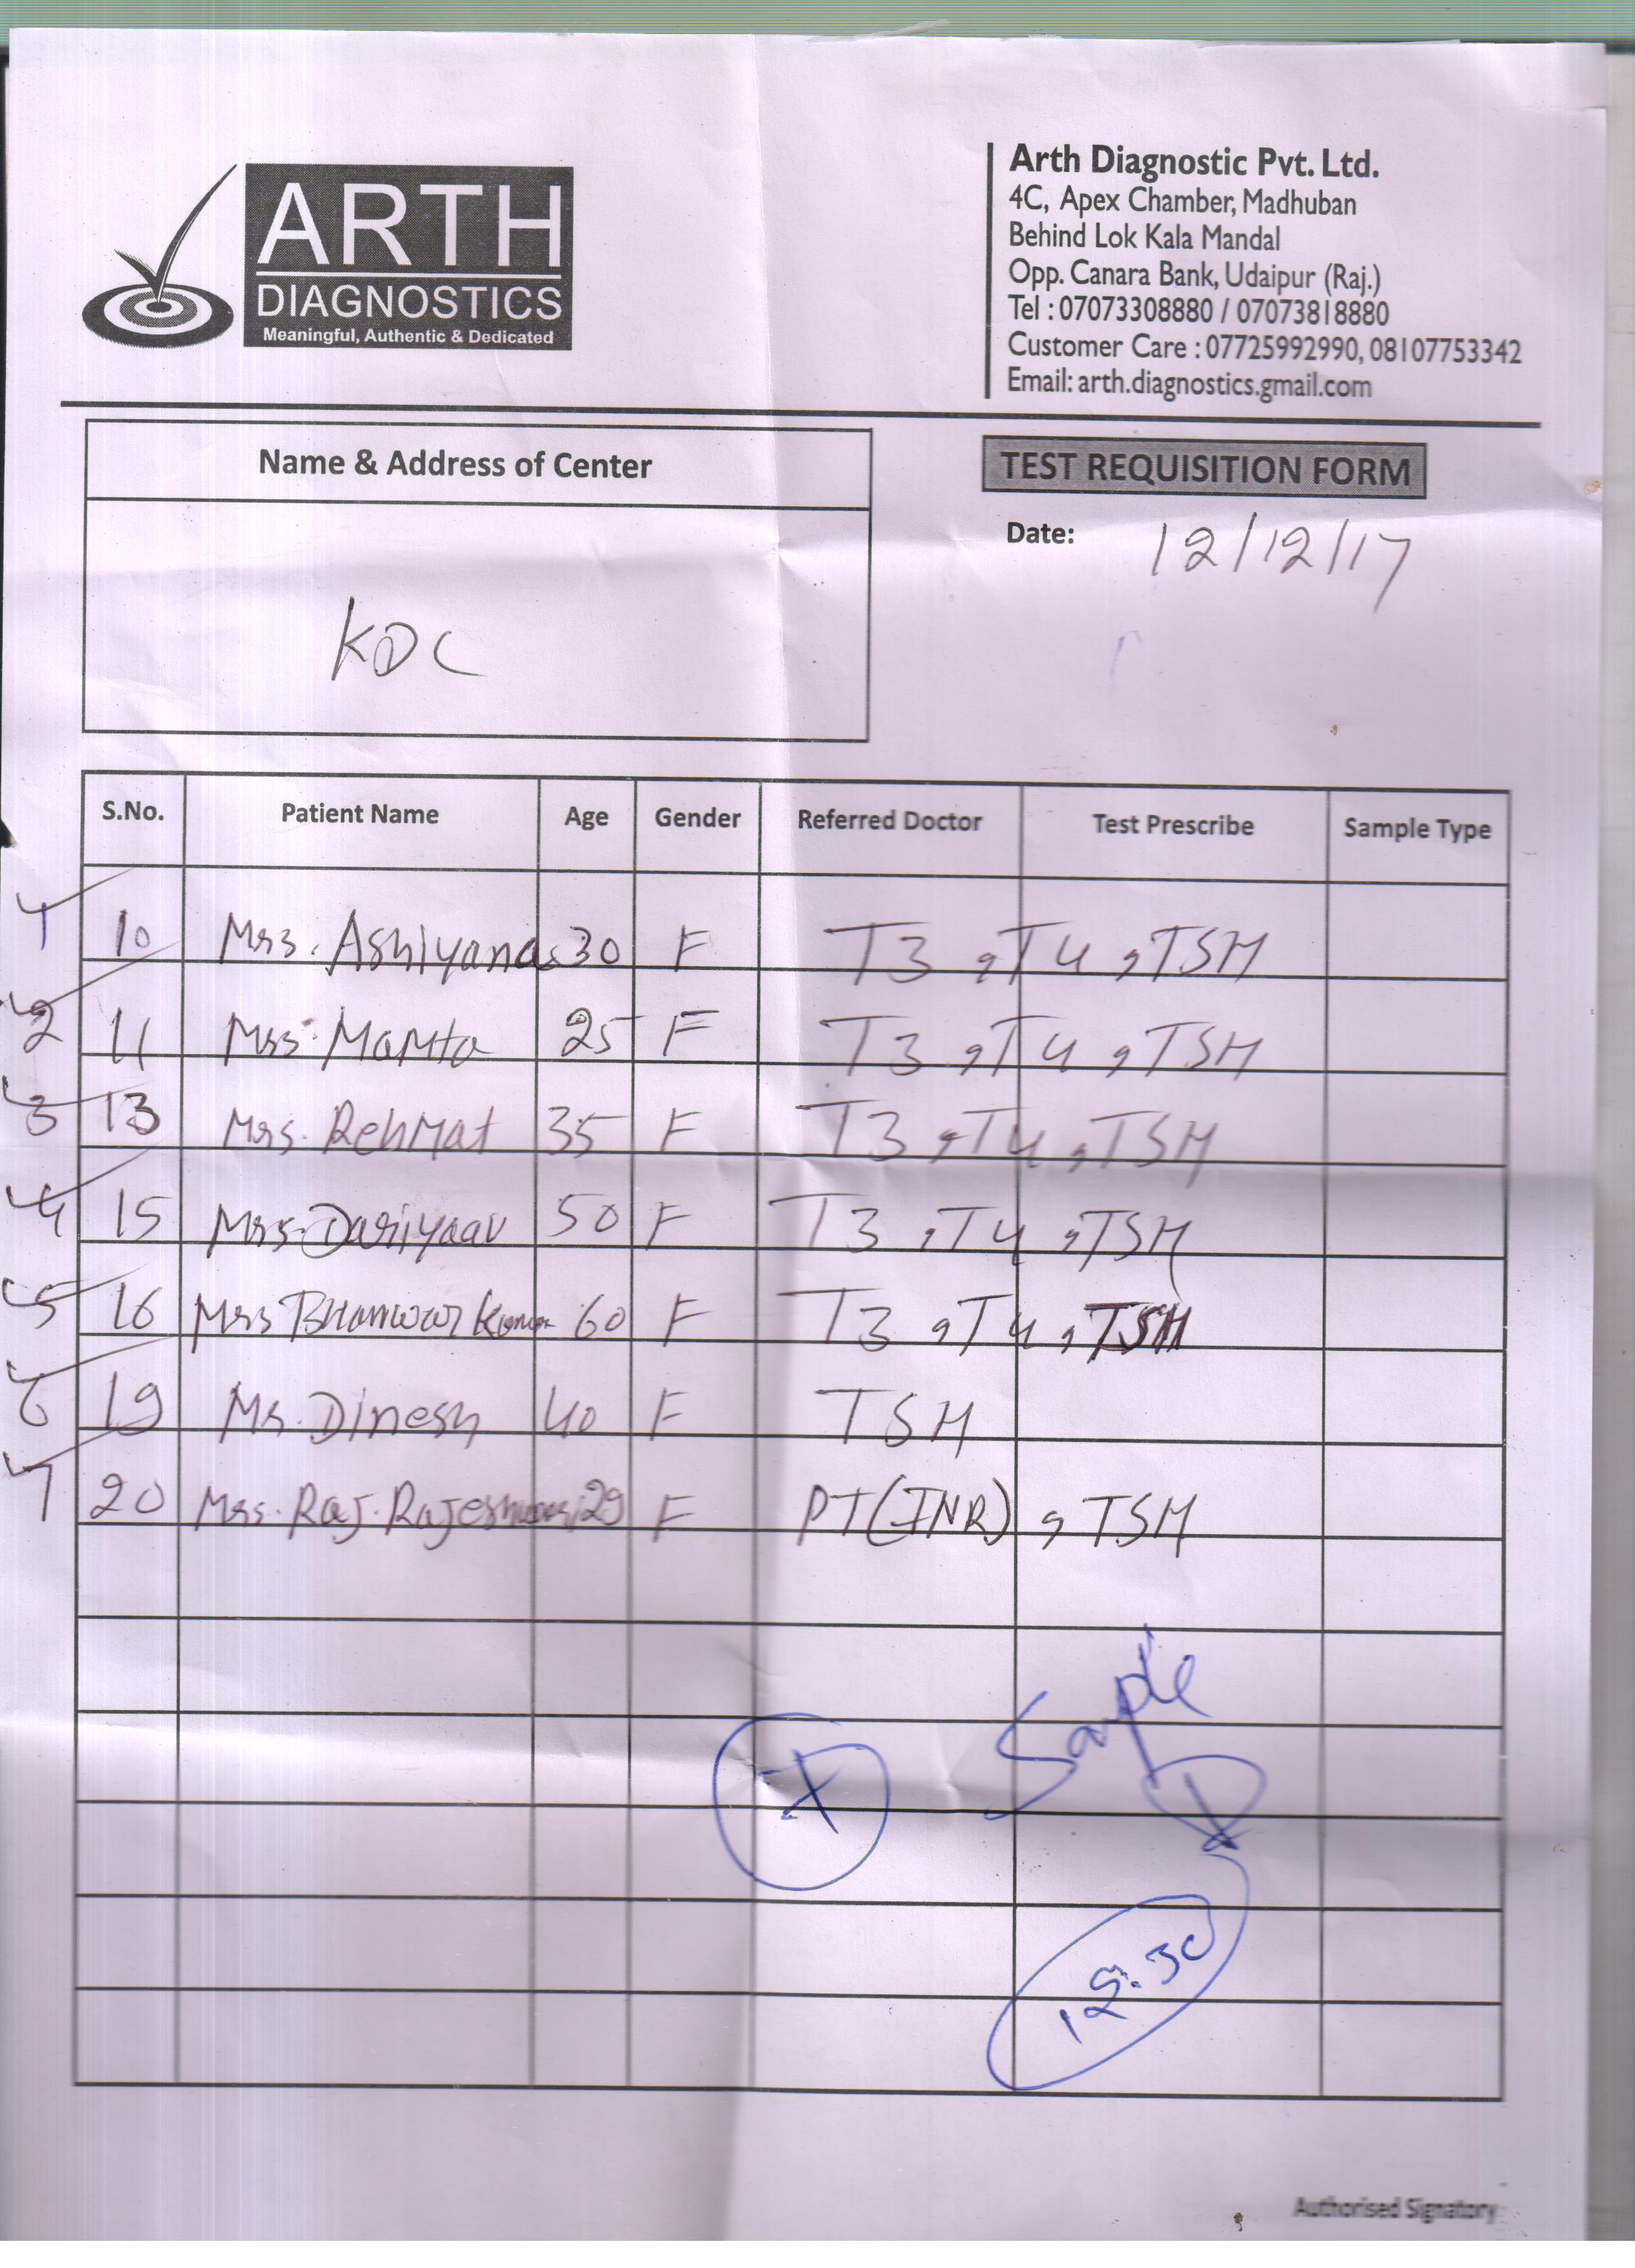 ARTH
DIAGNOSTICS
Meaningful, Authentic & Dedicated
Arth Diagnostic Pvt. Ltd.
4C, Apex Chamber, Madhuban
Behind Lok Kala Mandal
Opp. Canara Bank, Udaipur (Raj.)
Tel : 07073308880 / 07073818880
Customer Care : 07725992990, 08107753342
Email: arth.diagnostics.gmail.com
Name & Address of Center
KDC
TEST REQUISITION FORM
Date: 12/12/17
S.No. Patient Name Age Gender Referred Doctor Test Prescribe Sample Type
1 10 Mrs. Ashiyana 30 F T3 , T4 , TSH
2 11 Mrs. Mamta 25 F T3 , T4 , TSH
3 13 Mrs. Rehmat 35 F T3 , T4 , TSH
4 15 Mrs. Dariyaav 50 F T3 , T4 , TSH
5 16 Mrs Bhanwar 60 F T3 , T4 , TSH
6 19 Mr. Dinesh 40 F TSH
7 20 Mrs. Raj. Rajeshwari 29 F PT(INR) , TSH
Sample
7
12.30
Authorised Signatory